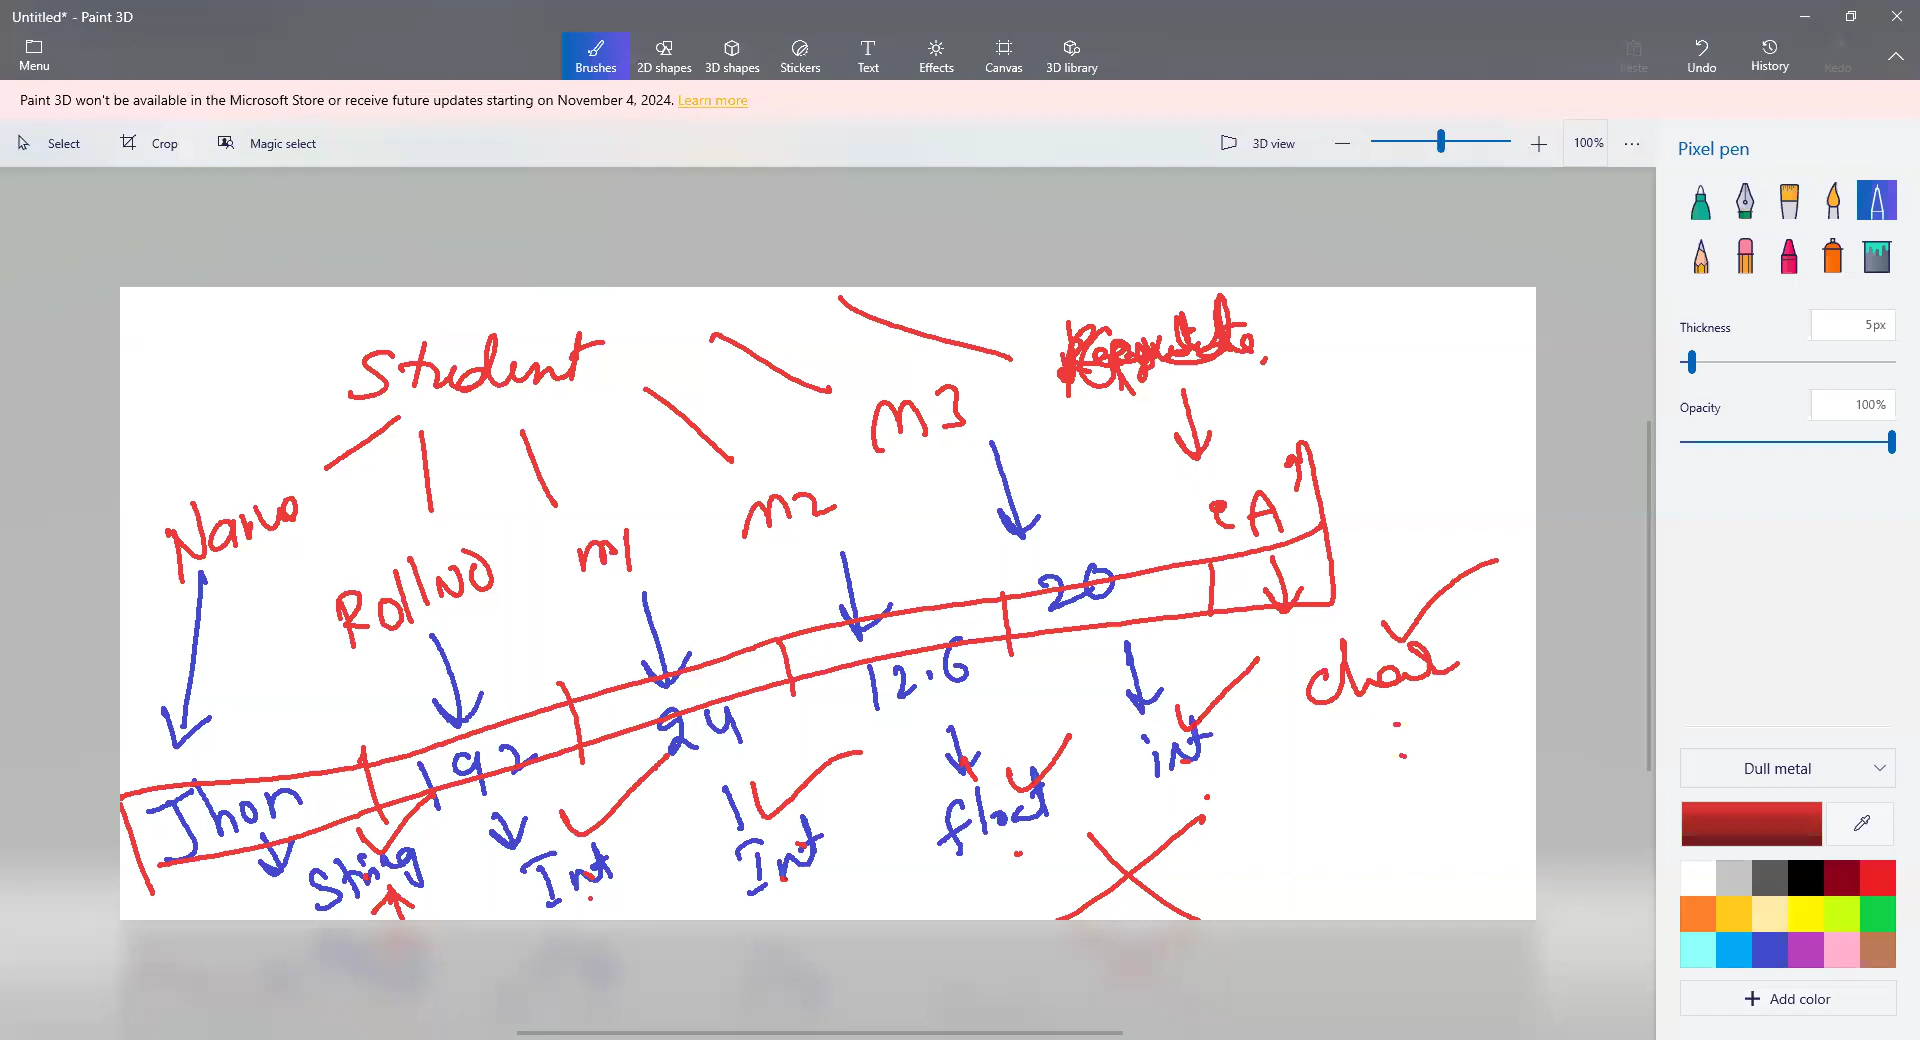 Untitled* - Paint 3D
Menu
Brushes
2D shapes
3D shapes
Stickers
Text
Effects
Canvas
3D library
Paste
Undo
History
Redo
Paint 3D won't be available in the Microsoft Store or receive future updates starting on November 4, 2024. Learn more
Select
Crop
Magic select
3D view
100%
Pixel pen
Thickness
5px
Opacity
100%
Dull metal
Add color
Student
m3
m2
m1
RollNO
A
20
12.6
24
192
Jhon
String
Int
Int
int